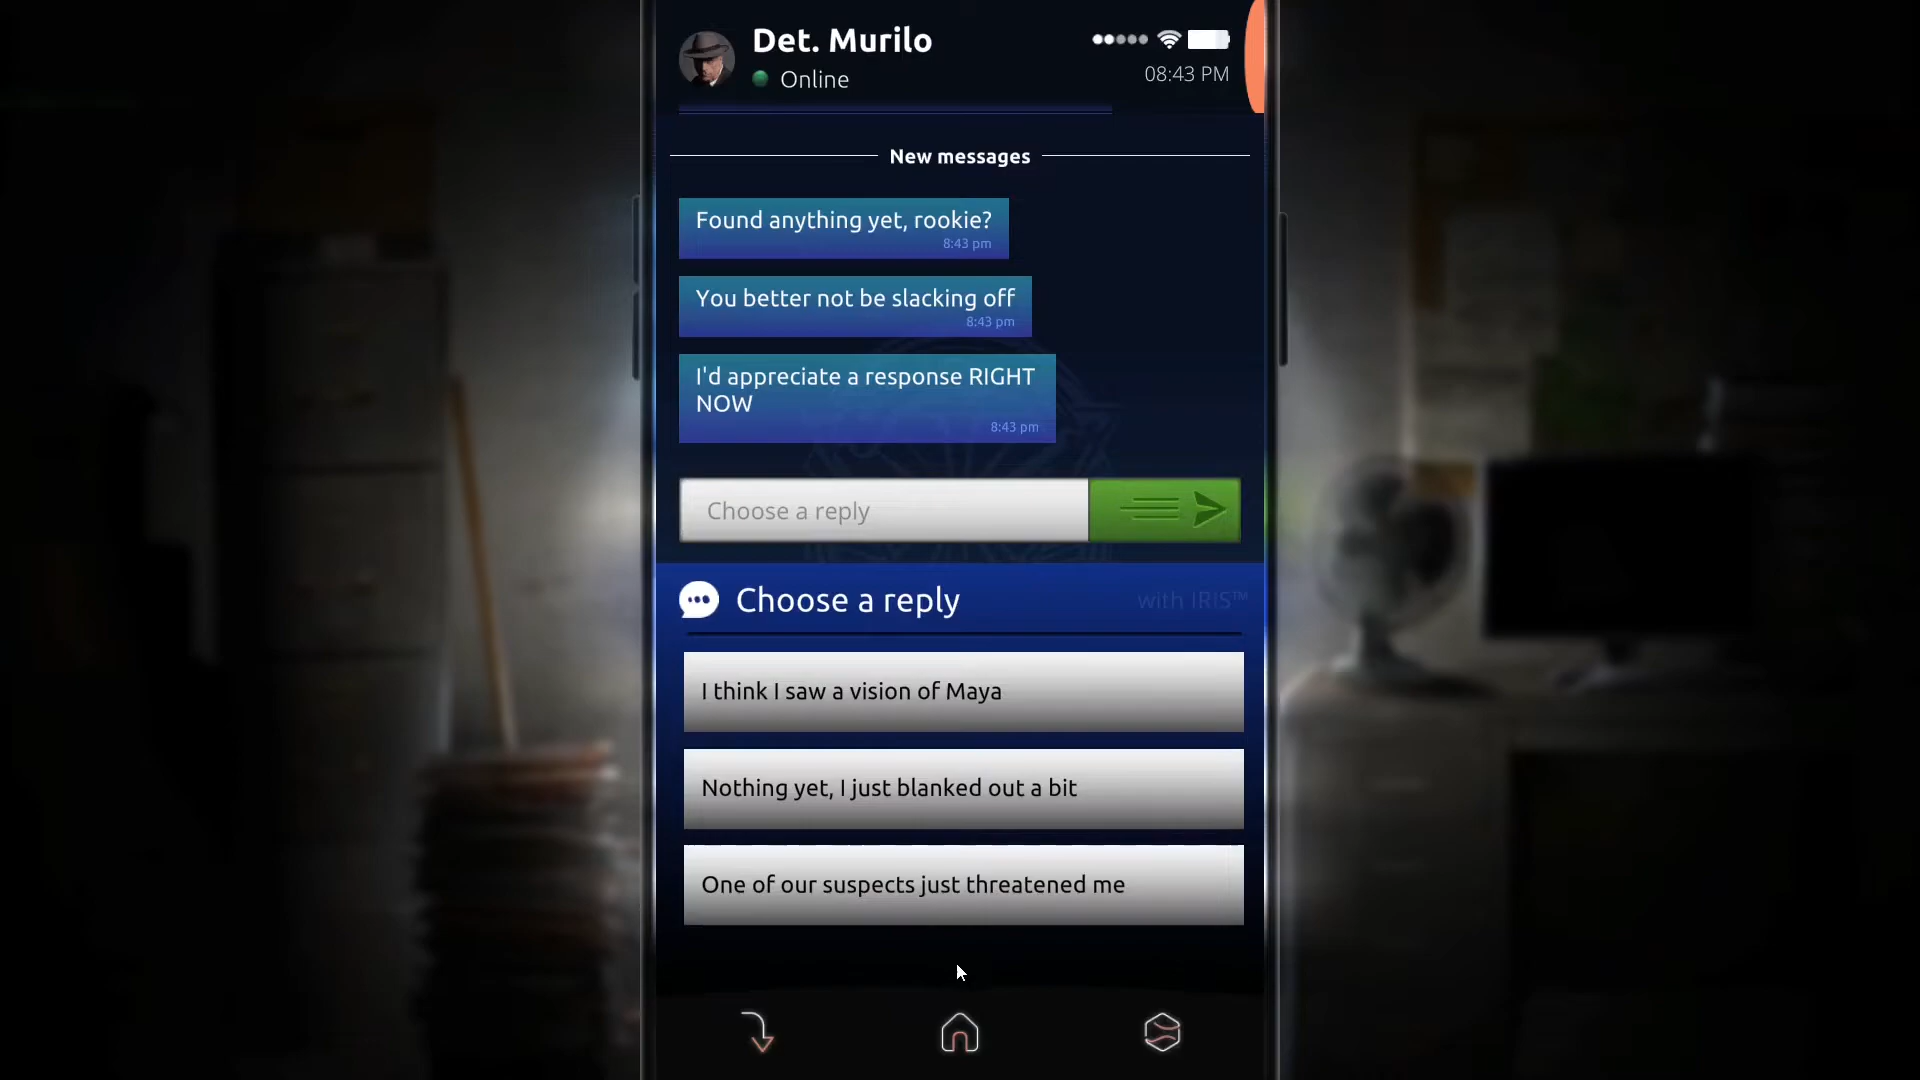 Det. Murilo
Online
08:43 PM
New messages
Found anything yet, rookie?
8:43 pm
You better not be slacking off
8:43 pm
I'd appreciate a response RIGHT
NOW
8:43 pm
Choose a reply
Choose a reply
with IRIS™
I think I saw a vision of Maya
Nothing yet, I just blanked out a bit
One of our suspects just threatened me